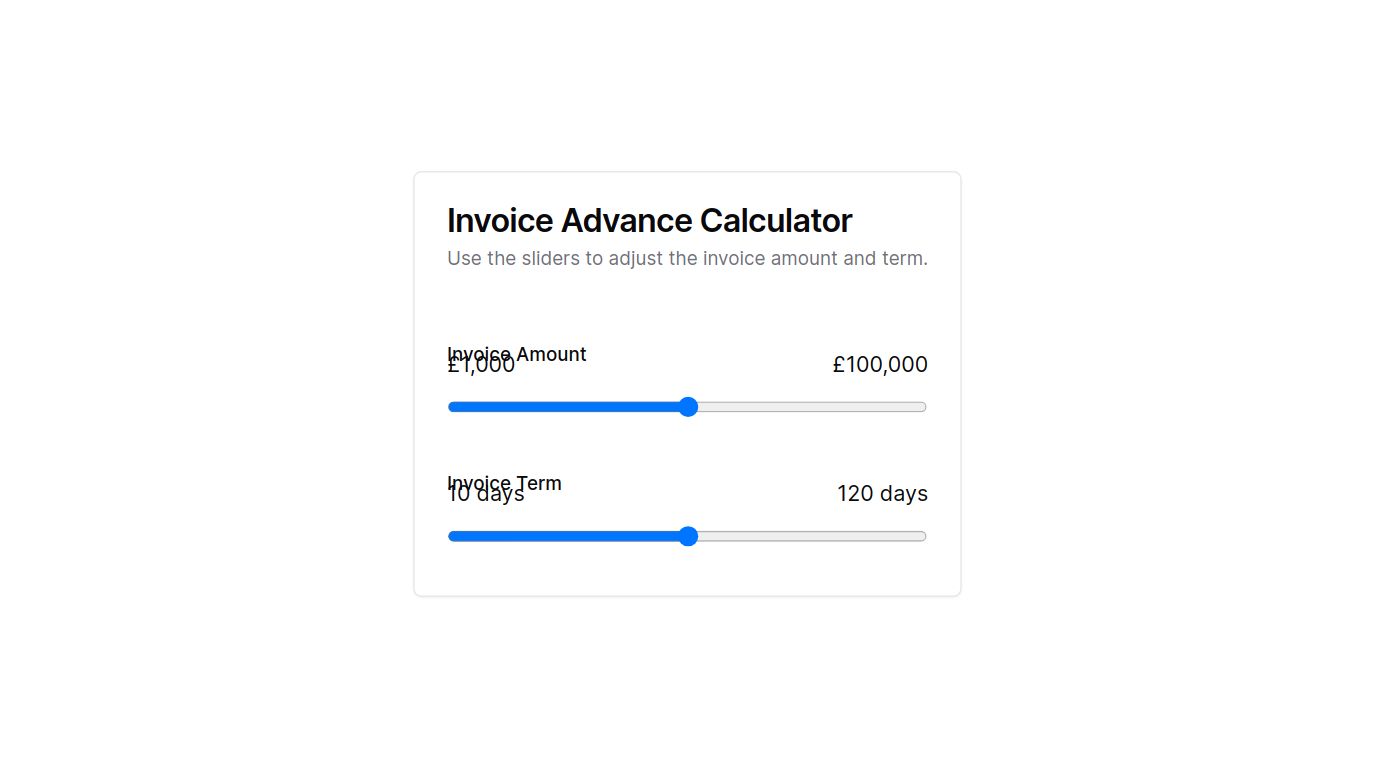 Invoice Advance Calculator
Use the sliders to adjust the invoice amount and term.
Invoice Amount
£1,000 £100,000
Invoice Term
10 days 120 days